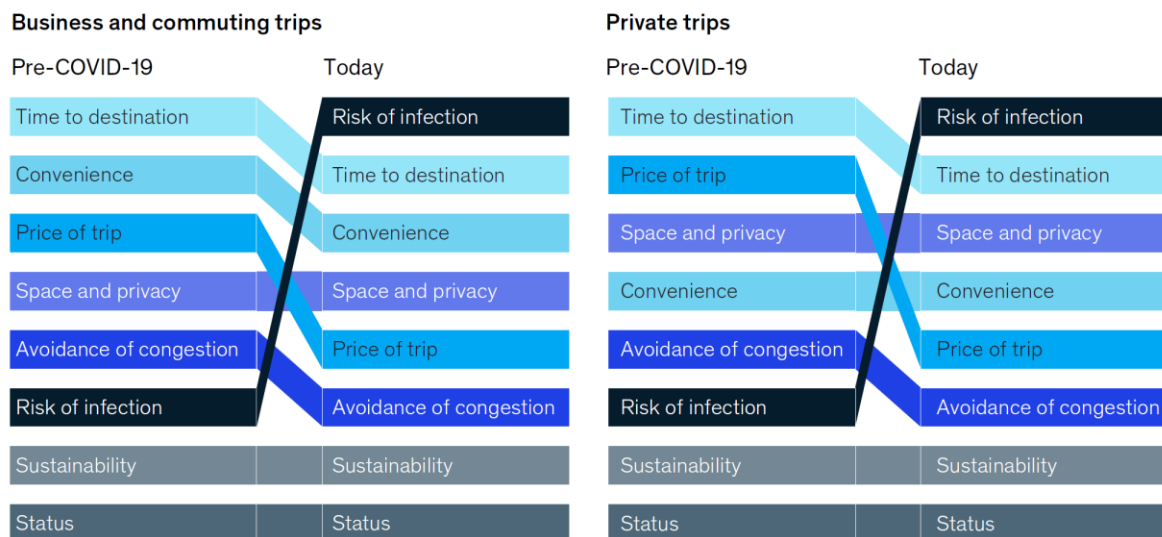 Business and commuting trips
Pre-COVID-19
Today
Time to destination
Convenience
Price of trip
Space and privacy
Avoidance of congestion
Risk of infection
Sustainability
Status
Risk of infection
Time to destination
Convenience
Space and privacy
Price of trip
Avoidance of congestion
Sustainability
Status
Private trips
Pre-COVID-19
Today
Time to destination
Price of trip
Space and privacy
Convenience
Avoidance of congestion
Risk of infection
Sustainability
Status
Risk of infection
Time to destination
Space and privacy
Convenience
Price of trip
Avoidance of congestion
Sustainability
Status